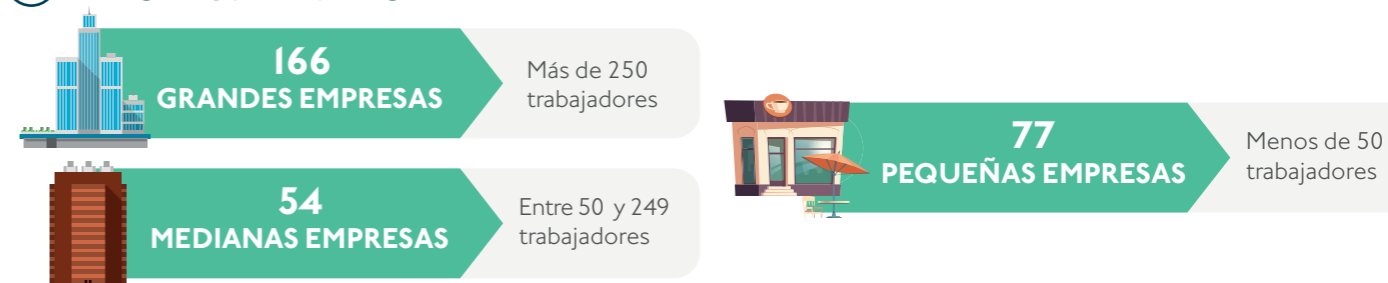 166
GRANDES EMPRESAS
Más de 250
trabajadores
54
MEDIANAS EMPRESAS
Entre 50 y 249
trabajadores
77
PEQUEÑAS EMPRESAS
Menos de 50
trabajadores